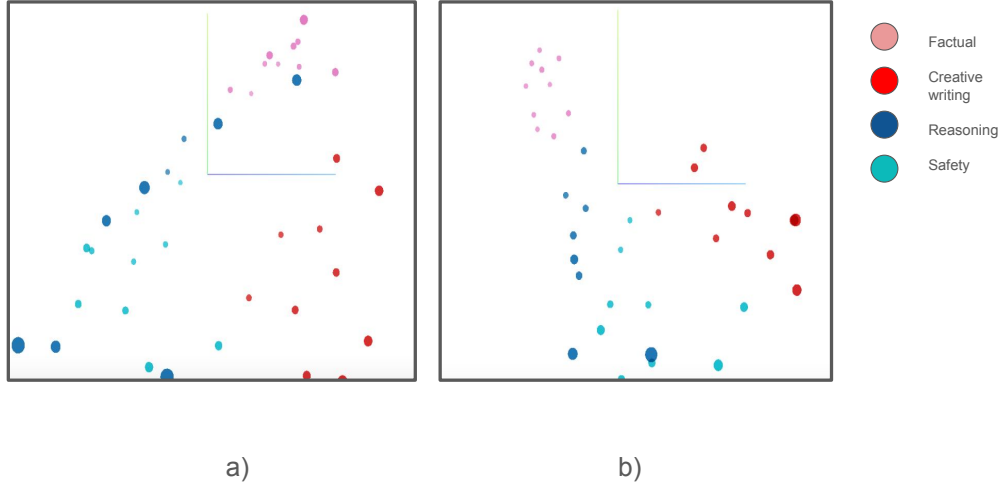 Factual
Creative
writing
Reasoning
Safety
a)
b)